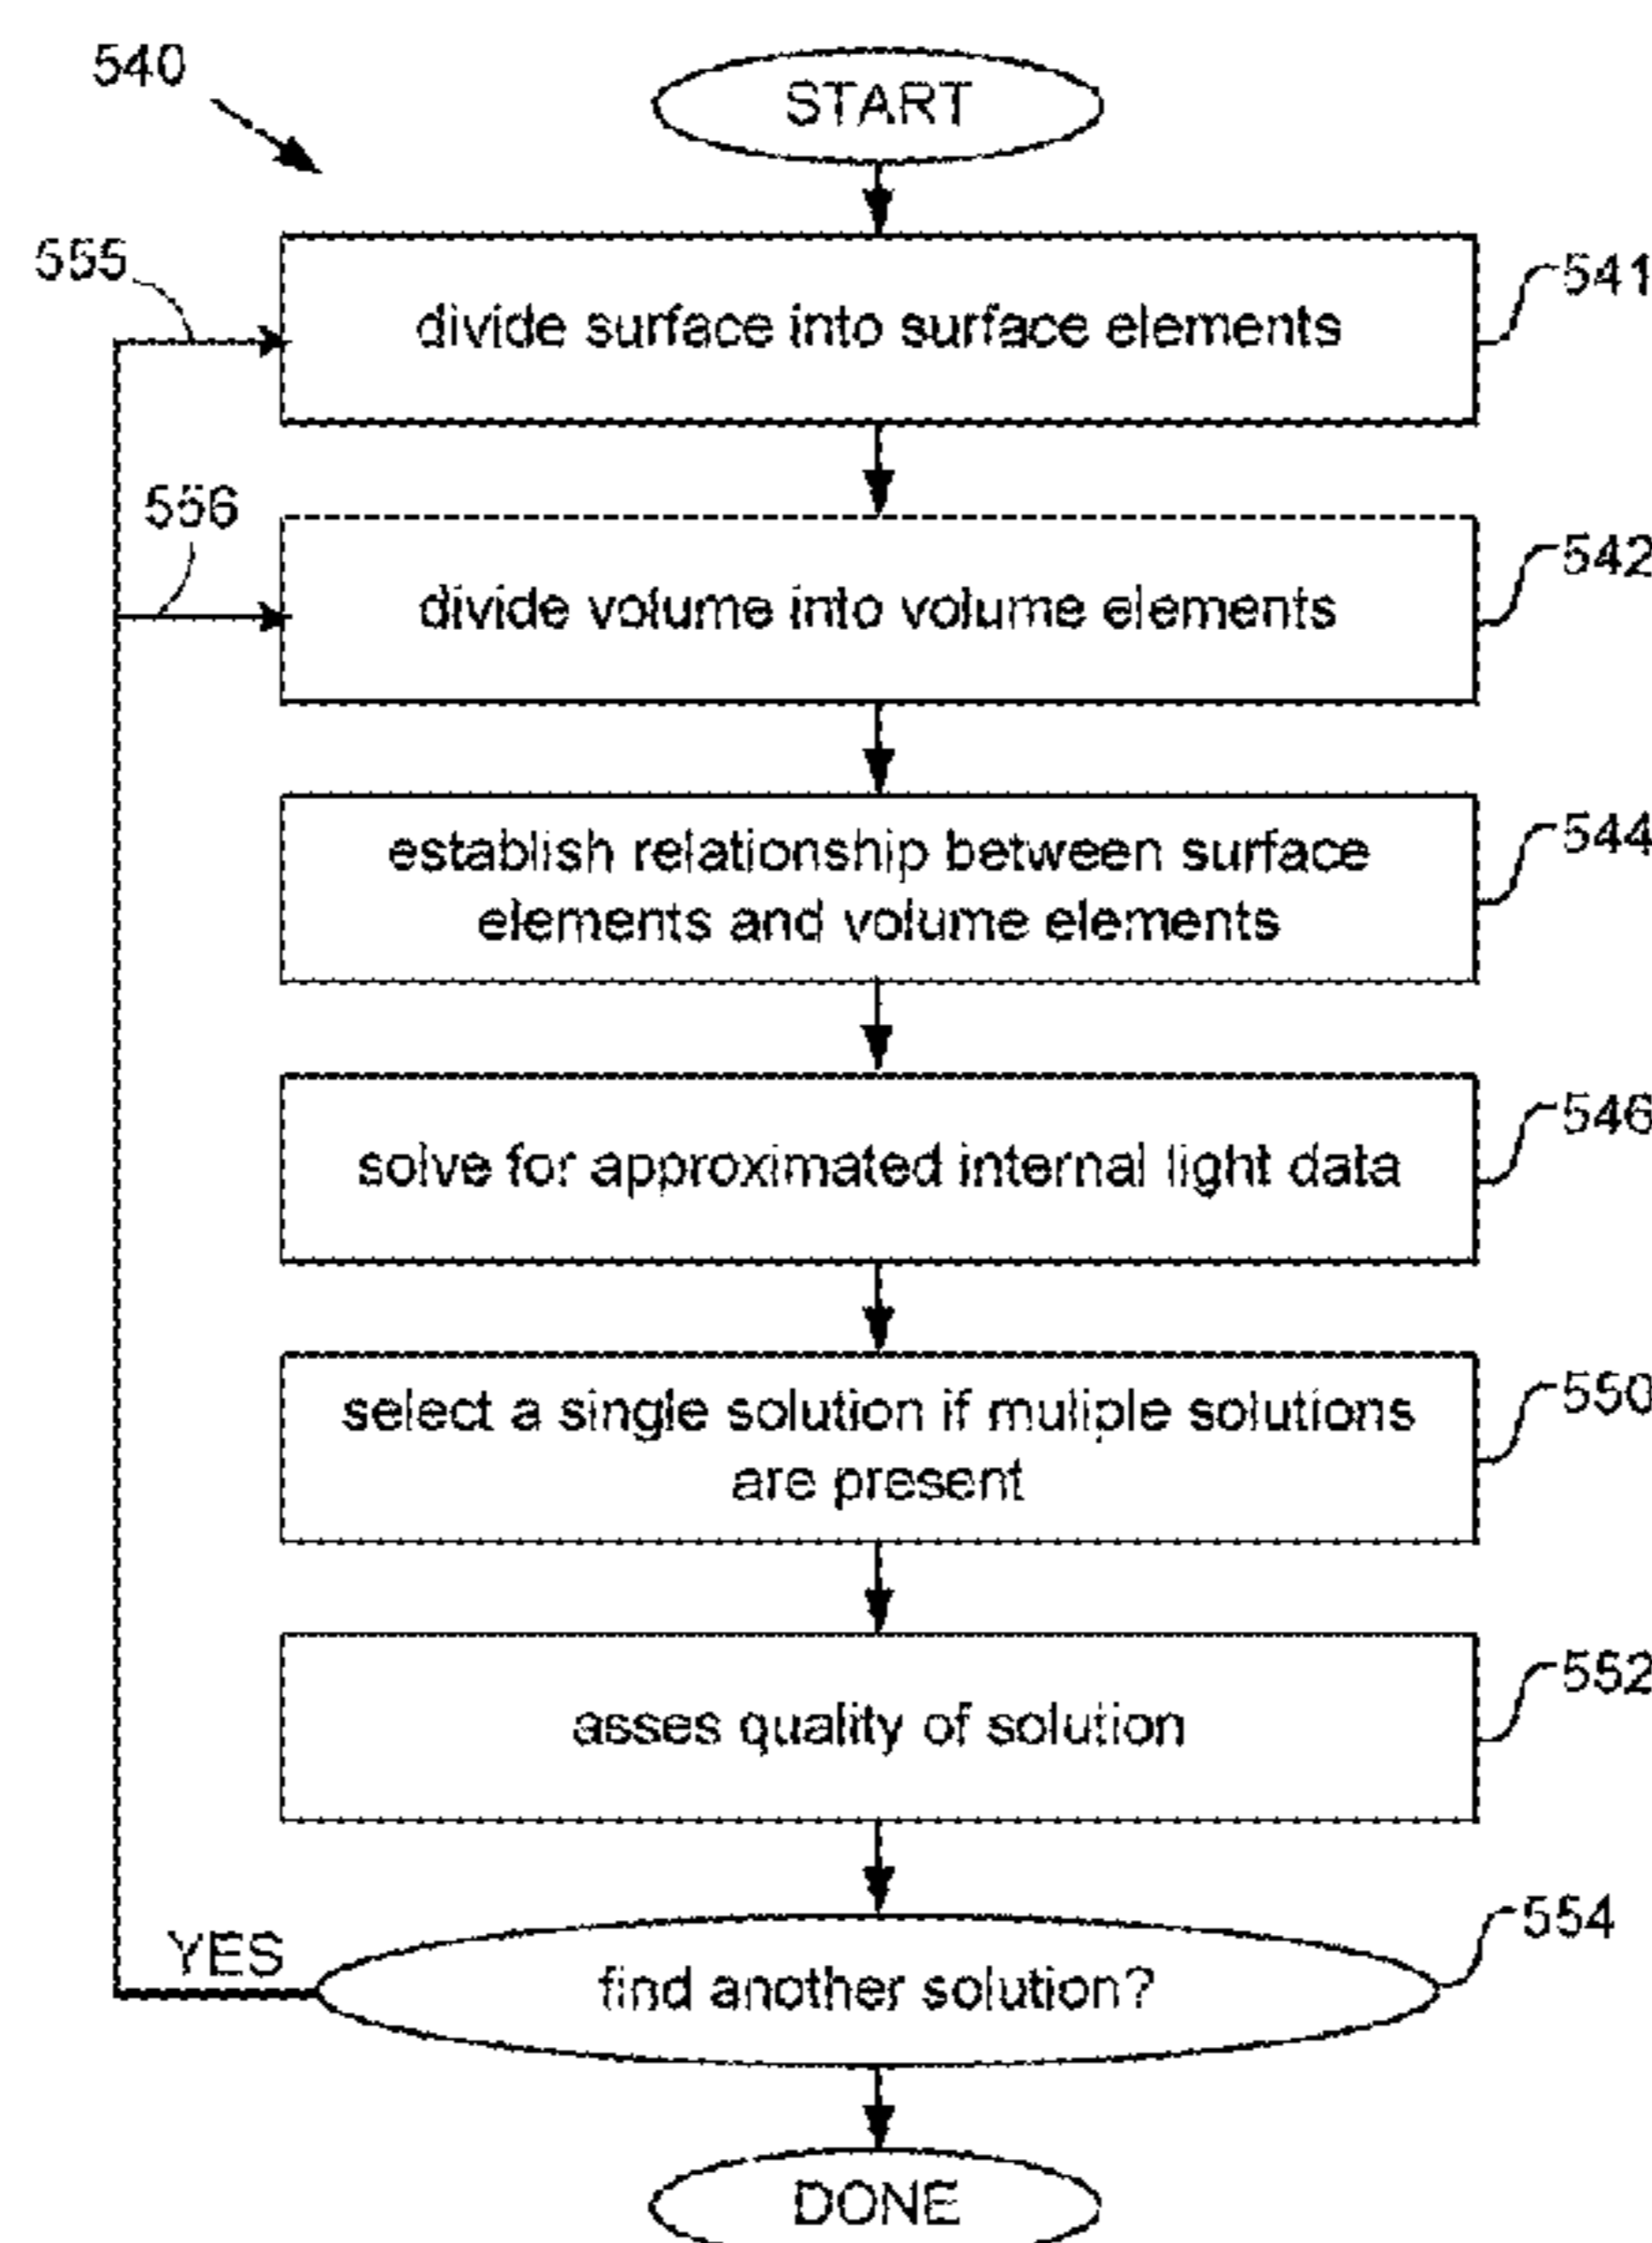 540
START
555
541
divide surface into surface elements
556
542
divide volume into volume elements
544
establish relationship between surface
elements and volume elements
546
solve for approximated internal light data
550
select a single solution if muliple solutions
are present
552
asses quality of solution
554
YES
find another solution?
DONE